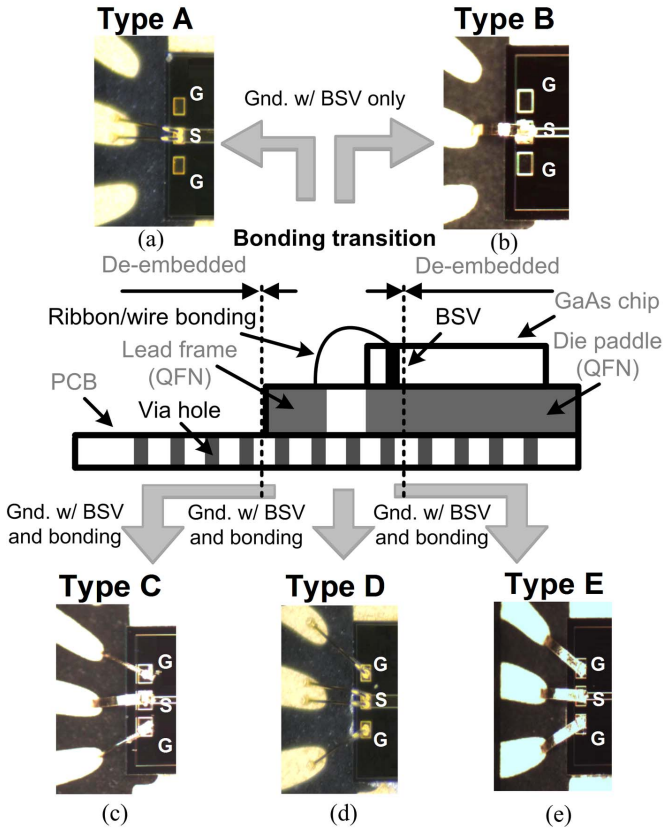 Type A
Type B
G
S
G
G
S
G
Gnd. w/ BSV only
(a)
(b)
Bonding transition
De-embedded
De-embedded
GaAs chip
Ribbon/wire bonding
BSV
Lead frame
(QFN)
Die paddle
(QFN)
PCB
Via hole
Gnd. w/ BSV
and bonding
Gnd. w/ BSV
and bonding
Gnd. w/ BSV
and bonding
Type C
Type D
Type E
G
S
G
G
S
G
G
S
G
(c)
(d)
(e)